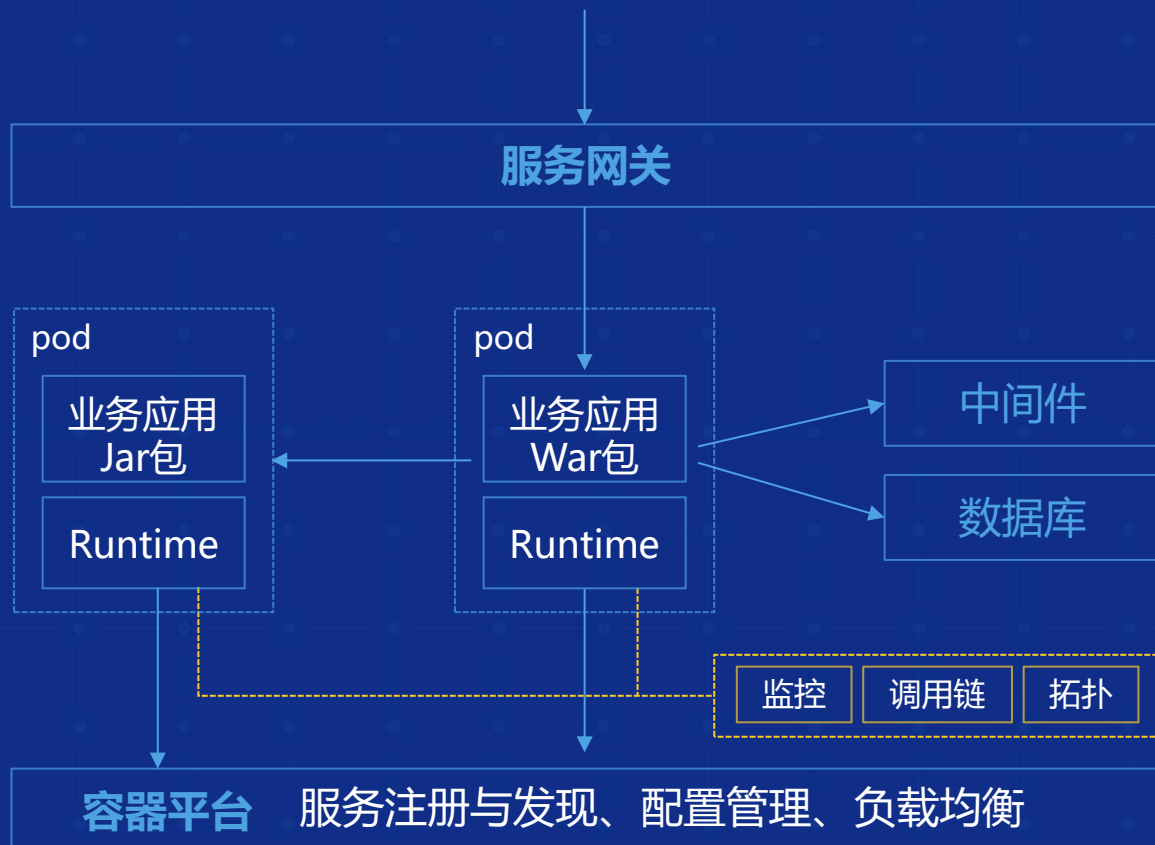 服务网关
pod
业务应用
Jar包
Runtime
pod
业务应用
War包
Runtime
中间件
数据库
监控
调用链
拓扑
容器平台 服务注册与发现、配置管理、负载均衡